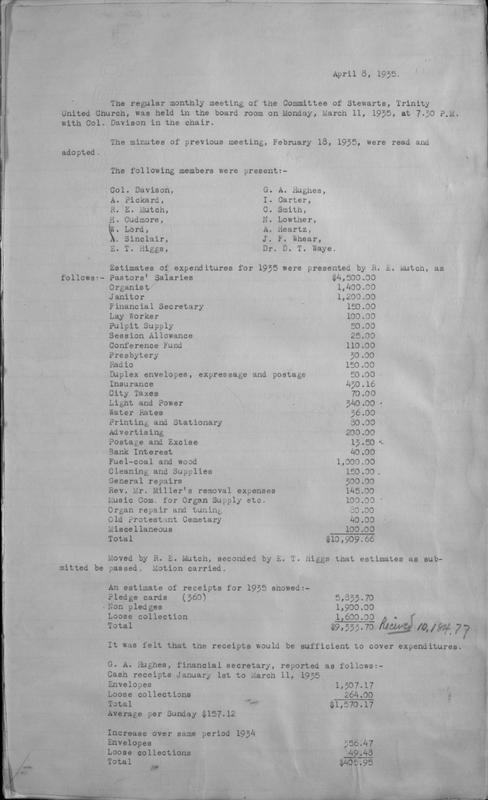 April 8, 1935.
The regular monthly meeting of the Committee of Stewarts, Trinity
United Church, was held in the board room on Monday, March 11, 1935, at 7.30 P.M.
with Col. Davison in the chair.
The minutes of previous meeting, February 18, 1935, were read and
adopted.
The following members were present:-
Col. Davison, G. A. Hughes,
A. Pickard, I. Carter,
R. E. Mutch, C. Smith,
H. Cudmore, N. Lowther,
W. Lord, A. Heartz,
A. Sinclair, J. F. Whear,
E. T. Higgs, Dr. D. T. Waye.
Estimates of expenditures for 1935 were presented by R. E. Mutch, as
follows:- Pastors' Salaries $4,500.00
Organist 1,400.00
Janitor 1,200.00
Financial Secretary 150.00
Lay Worker 100.00
Pulpit Supply 50.00
Session Allowance 25.00
Conference Fund 110.00
Presbytery 30.00
Radio 150.00
Duplex envelopes, expressage and postage 50.00
Insurance 430.16
City Taxes 70.00
Light and Power 340.00
Water Rates 36.00
Printing and Stationary 80.00
Advertising 200.00
Postage and Excise 13.50
Bank Interest 40.00
Fuel-coal and wood 1,000.00
Cleaning and Supplies 150.00
General repairs 300.00
Rev. Mr. Miller's removal expenses 145.00
Music Com. for Organ Supply etc. 100.00
Organ repair and tuning 80.00
Old Protestant Cemetary 40.00
Miscellaneous 100.00
Total $10,909.66
Moved by R. E. Mutch, seconded by E. T. Higgs that estimates as sub-
mitted be passed. Motion carried.
An estimate of receipts for 1935 showed:-
Pledge cards (360) 5,833.70
Non pledges 1,900.00
Loose collection 1,600.00
Total $9,333.70 Received 10,184.77
It was felt that the receipts would be sufficient to cover expenditures.
G. A. Hughes, financial secretary, reported as follows:-
Cash receipts January 1st to March 11, 1935
Envelopes 1,307.17
Loose collections 264.00
Total $1,570.17
Average per Sunday $157.12
Increase over same period 1934
Envelopes 356.47
Loose collections 49.48
Total $405.95